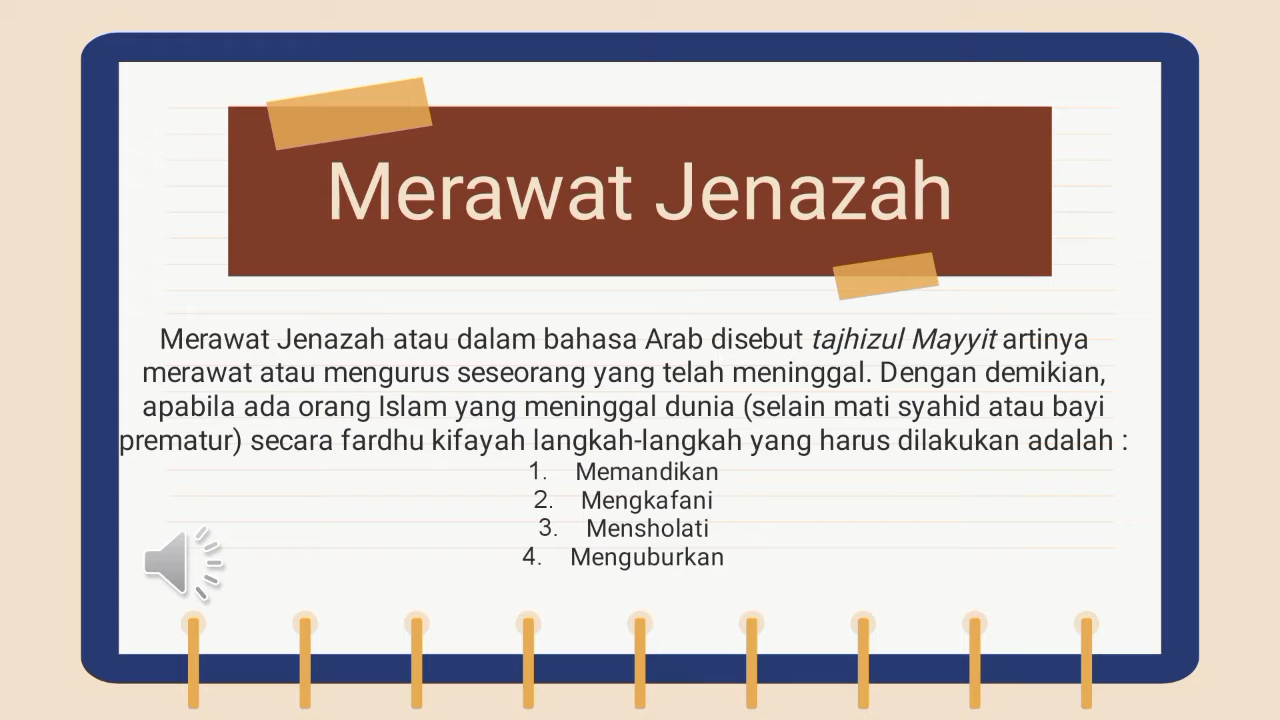 Merawat Jenazah
Merawat Jenazah atau dalam bahasa Arab disebut tajhizul Mayyit artinya
merawat atau mengurus seseorang yang telah meninggal. Dengan demikian,
apabila ada orang Islam yang meninggal dunia (selain mati syahid atau bayi
prematur) secara fardhu kifayah langkah-langkah yang harus dilakukan adalah :
1. Memandikan
2. Mengkafani
3. Mensholati
4. Menguburkan